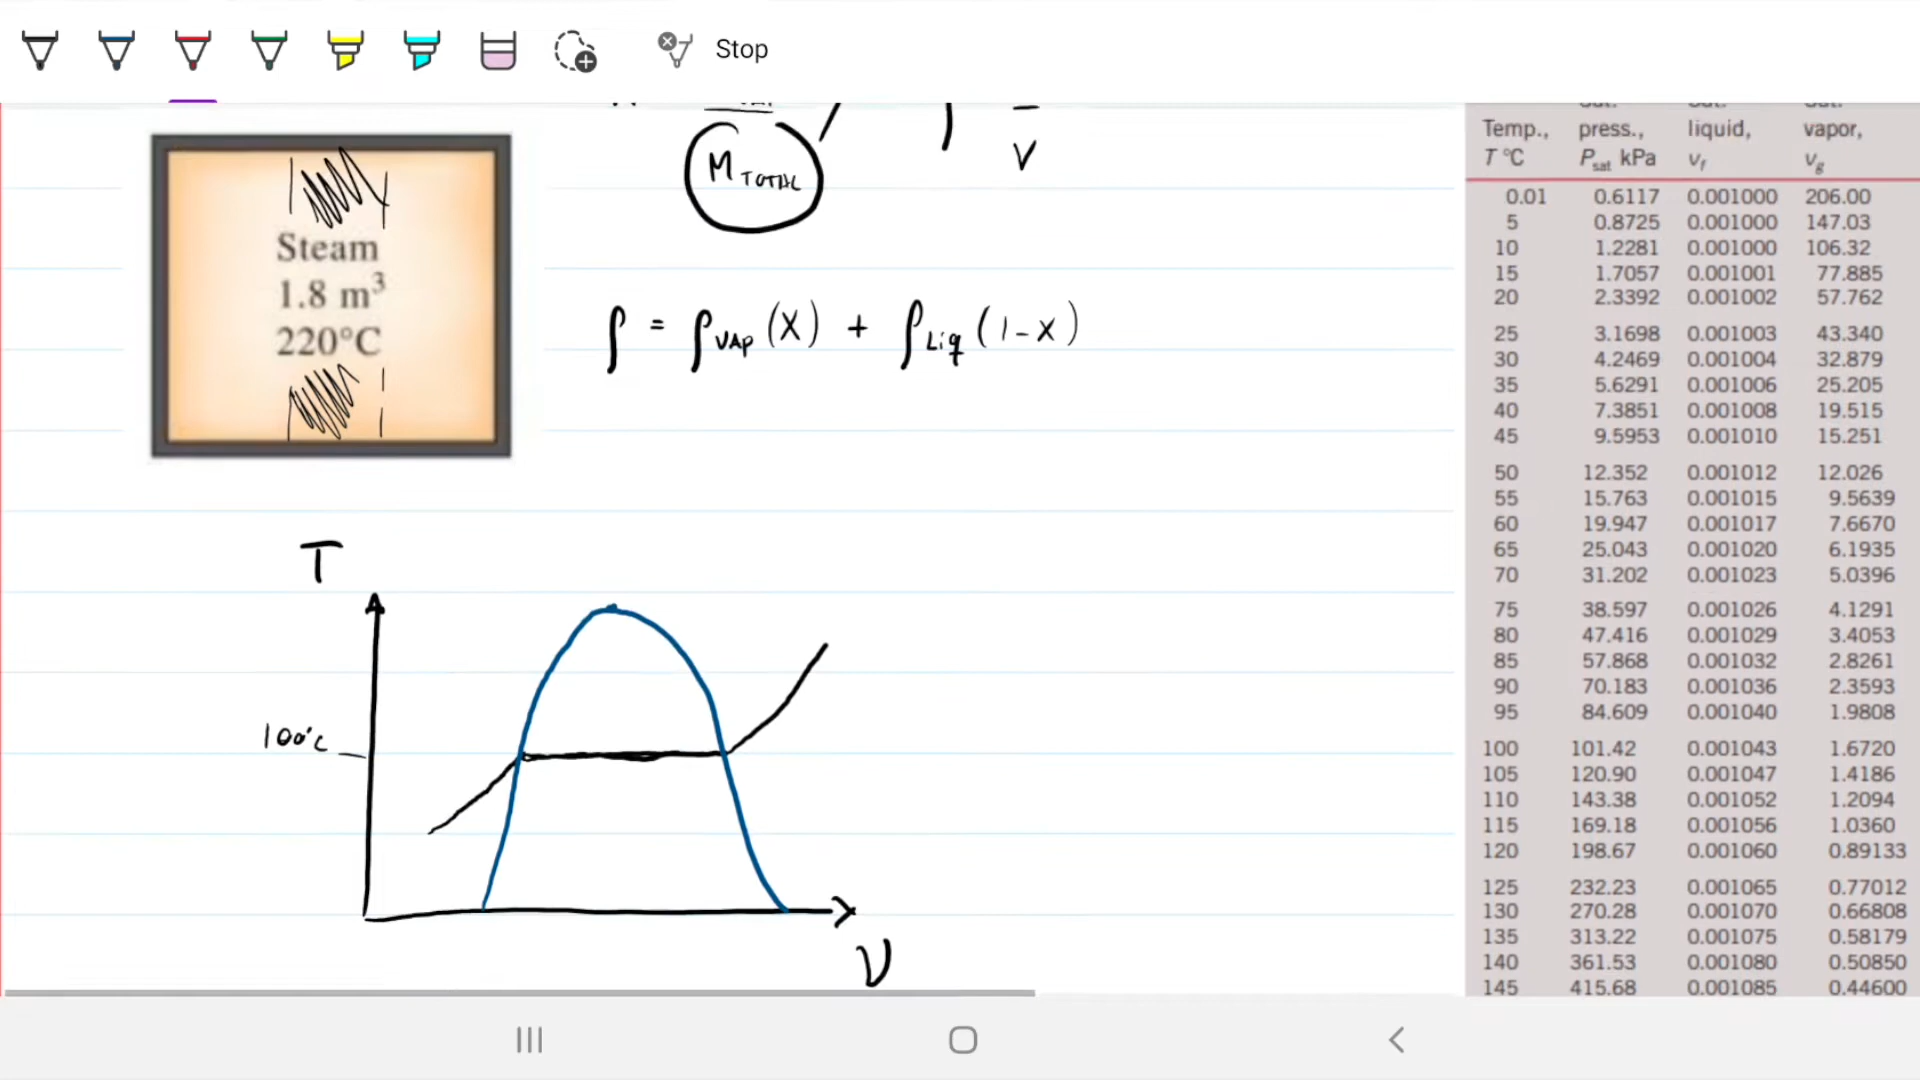 Stop
M TOTAL
V
Steam
1.8 m³
220°C
ρ = ρ VAP (X) + ρ Liq (1-x)
T
100°C
V
Temp., press., liquid, vapor,
T °C P sat kPa v f v g
0.01 0.6117 0.001000 206.00
5 0.8725 0.001000 147.03
10 1.2281 0.001000 106.32
15 1.7057 0.001001 77.885
20 2.3392 0.001002 57.762
25 3.1698 0.001003 43.340
30 4.2469 0.001004 32.879
35 5.6291 0.001006 25.205
40 7.3851 0.001008 19.515
45 9.5953 0.001010 15.251
50 12.352 0.001012 12.026
55 15.763 0.001015 9.5639
60 19.947 0.001017 7.6670
65 25.043 0.001020 6.1935
70 31.202 0.001023 5.0396
75 38.597 0.001026 4.1291
80 47.416 0.001029 3.4053
85 57.868 0.001032 2.8261
90 70.183 0.001036 2.3593
95 84.609 0.001040 1.9808
100 101.42 0.001043 1.6720
105 120.90 0.001047 1.4186
110 143.38 0.001052 1.2094
115 169.18 0.001056 1.0360
120 198.67 0.001060 0.89133
125 232.23 0.001065 0.77012
130 270.28 0.001070 0.66808
135 313.22 0.001075 0.58179
140 361.53 0.001080 0.50850
145 415.68 0.001085 0.44600